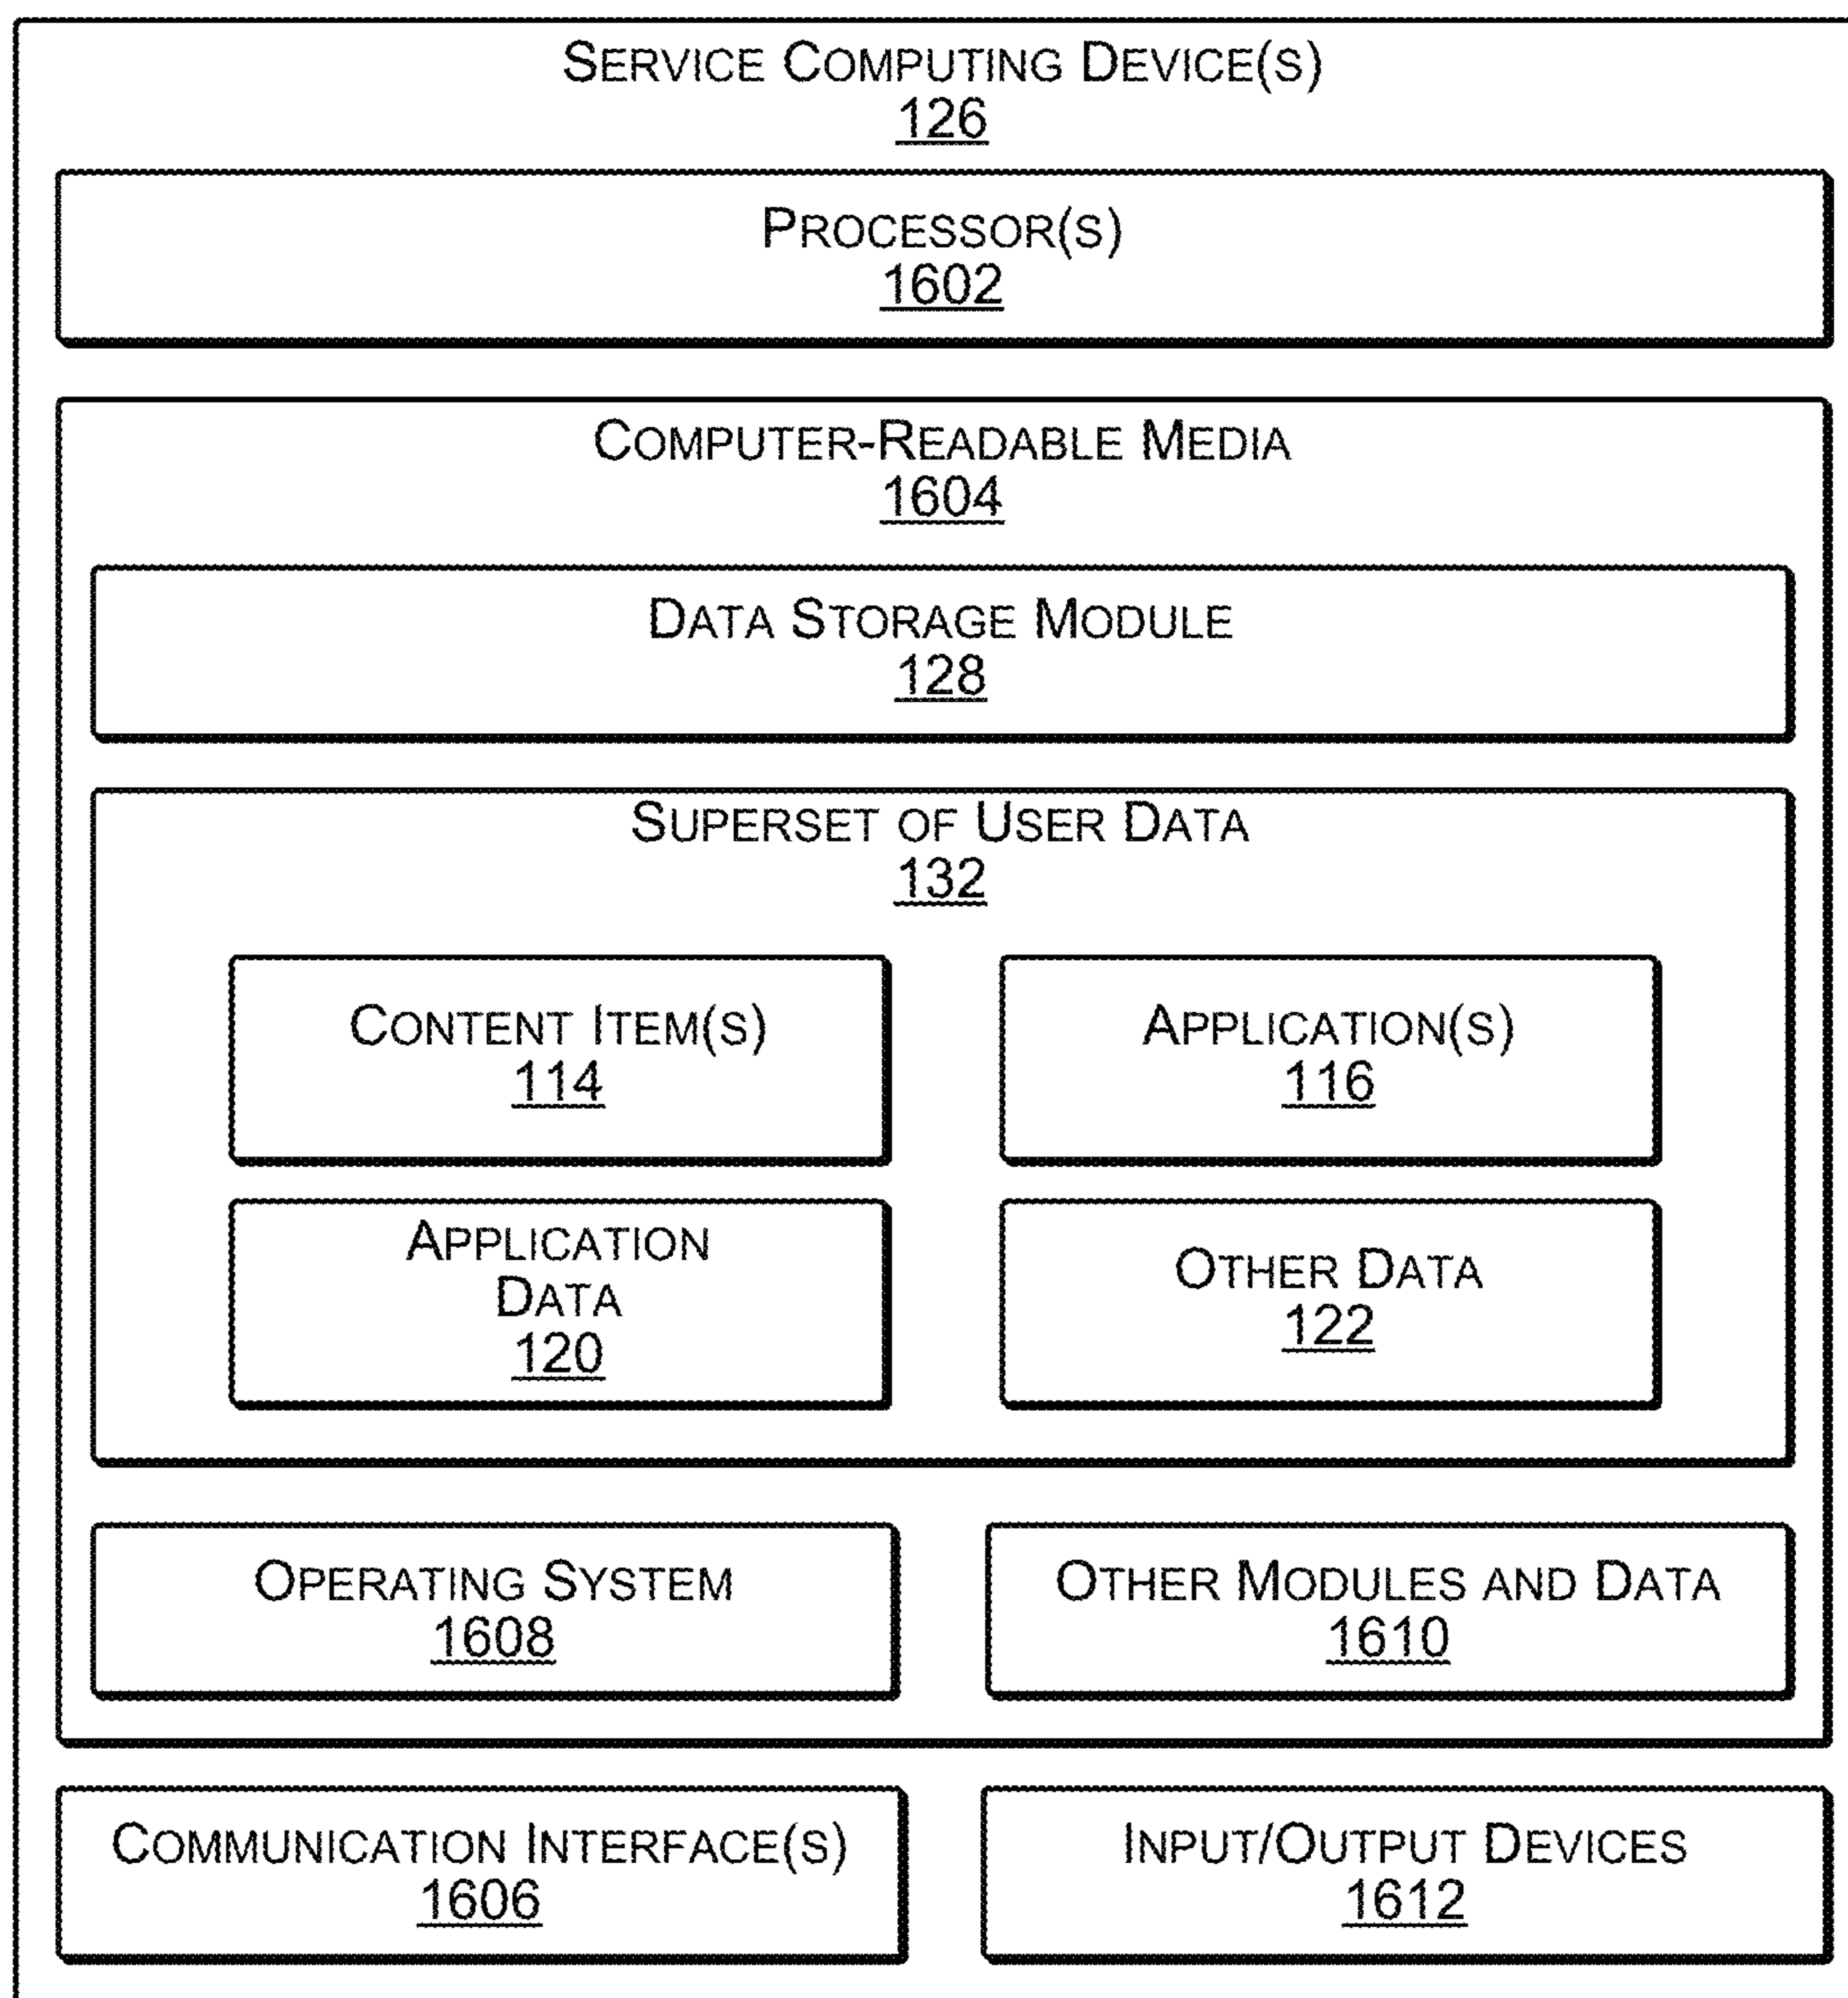 SERVICE COMPUTING DEVICE(S)
126
PROCESSOR(S)
1602
COMPUTER-READABLE MEDIA
1604
DATA STORAGE MODULE
128
SUPERSET OF USER DATA
132
CONTENT ITEM(S)
114
APPLICATION(S)
116
APPLICATION
DATA
120
OTHER DATA
122
OPERATING SYSTEM
1608
OTHER MODULES AND DATA
1610
COMMUNICATION INTERFACE(S)
1606
INPUT/OUTPUT DEVICES
1612